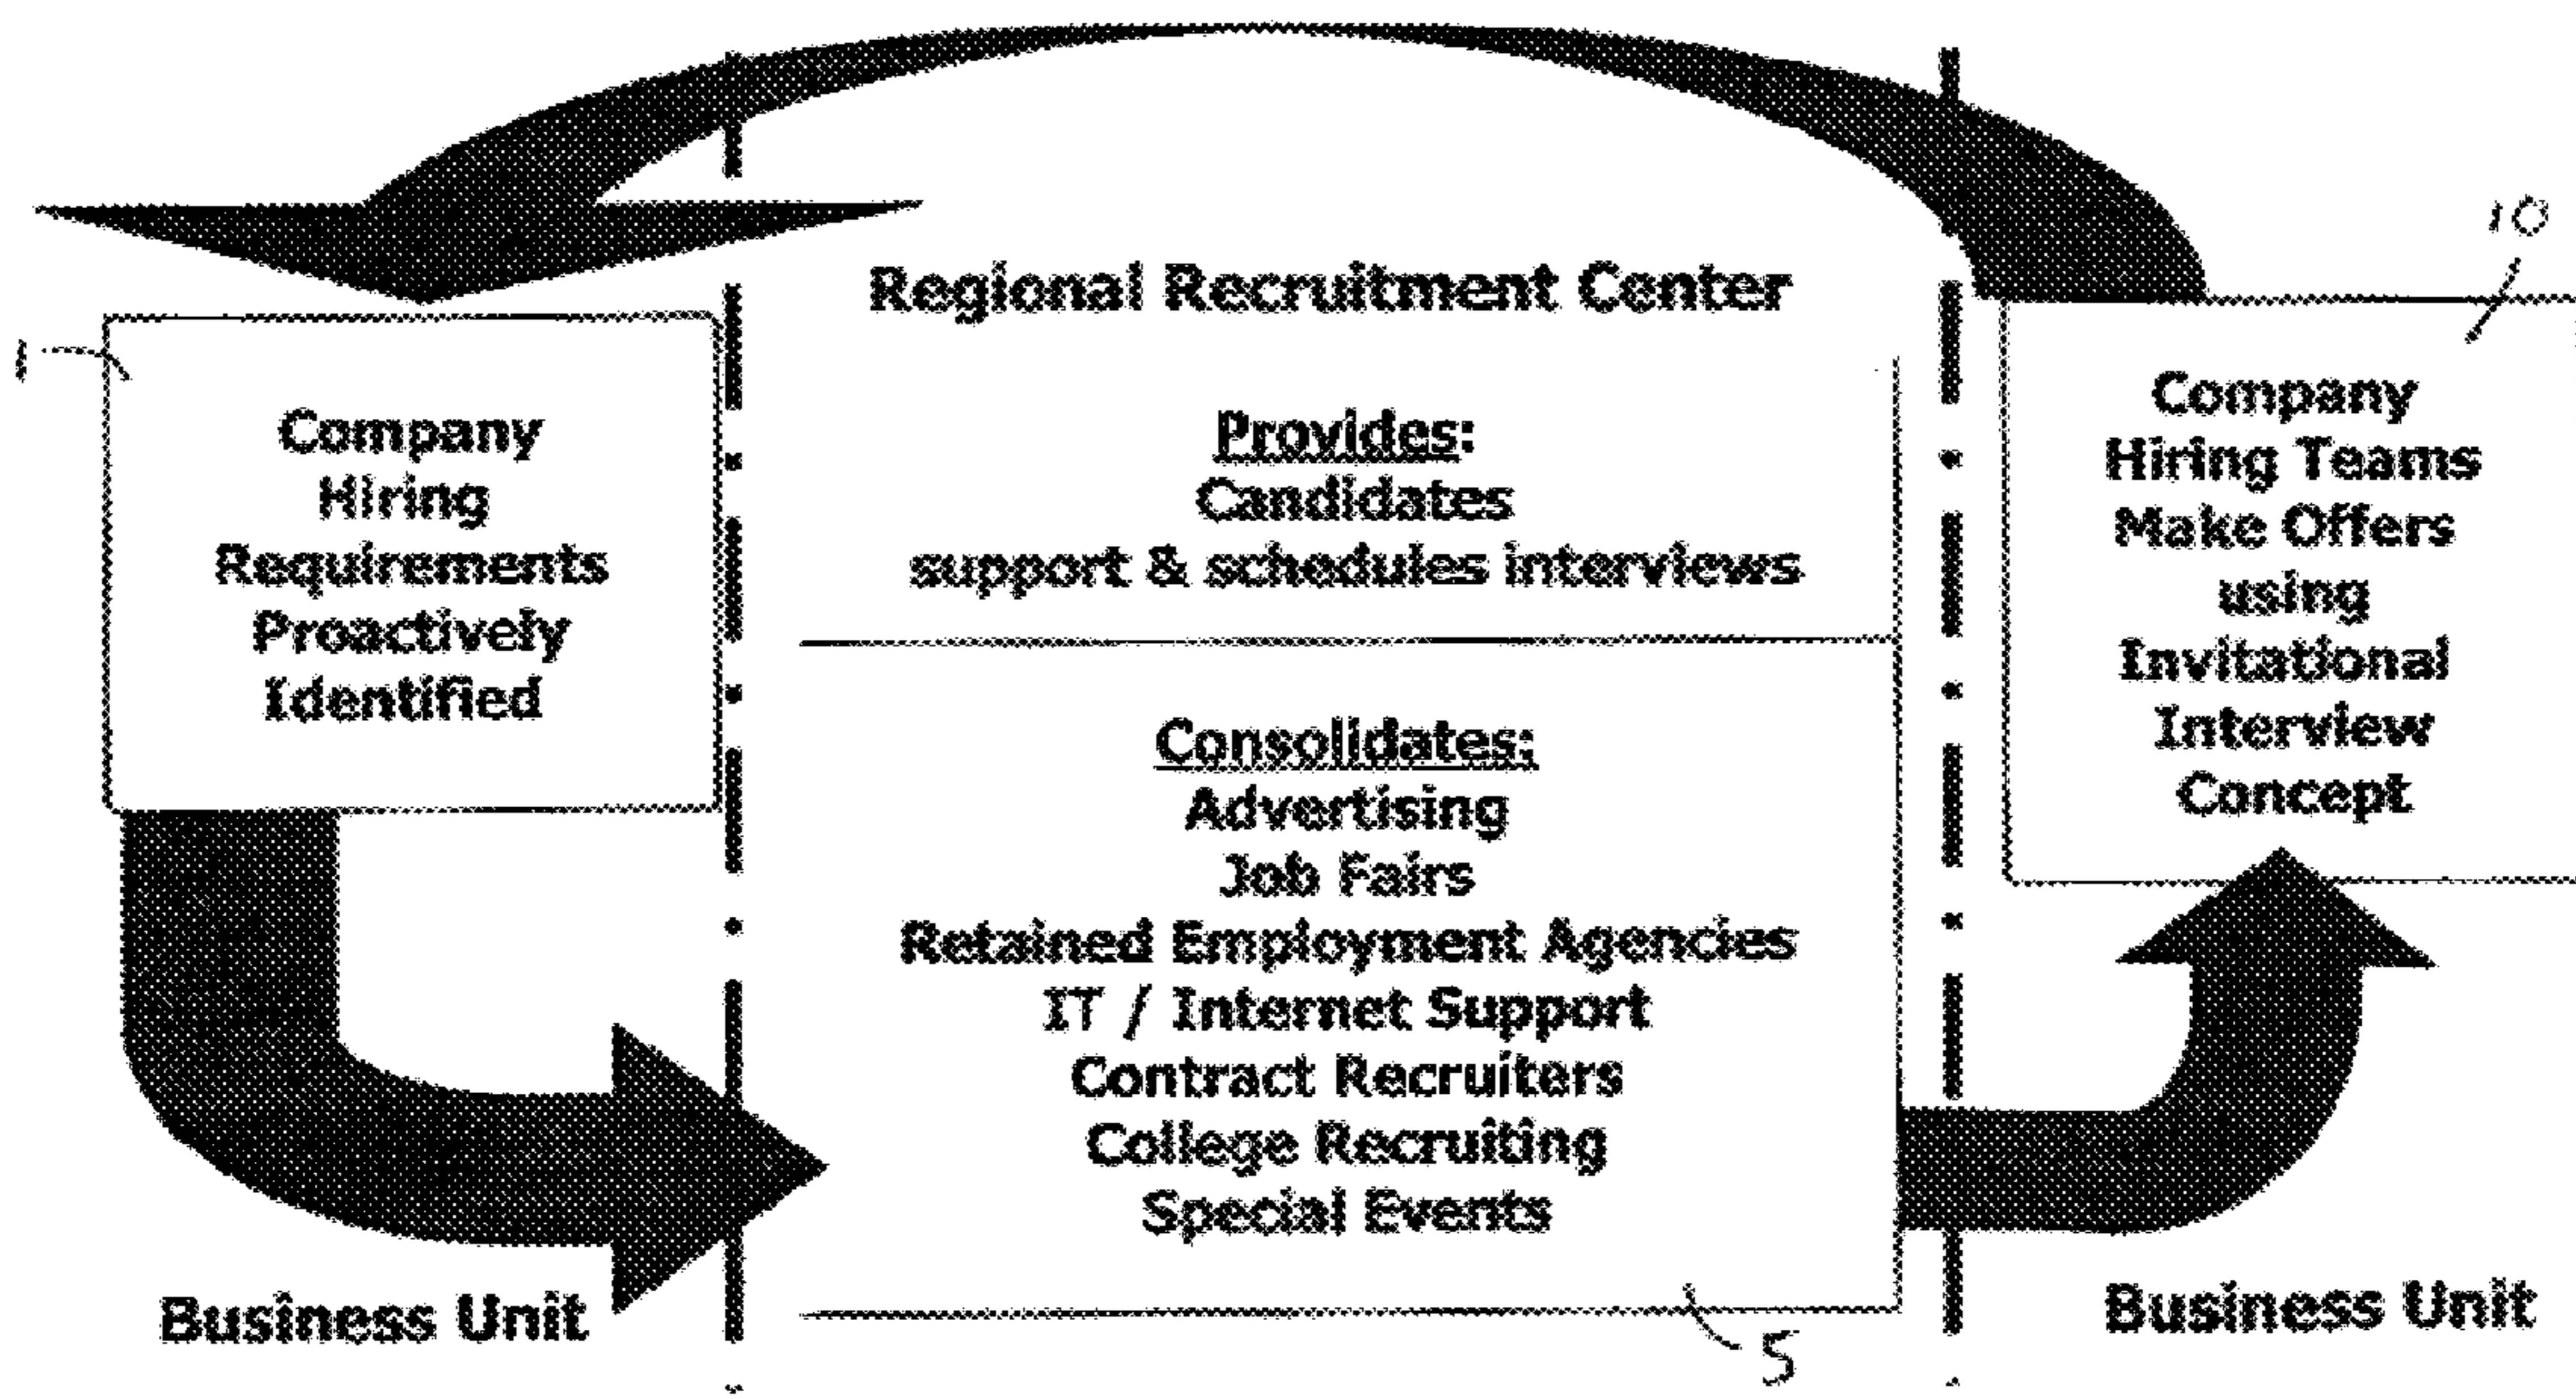 Regional Recruitment Center
1
Company
Hiring
Requirements
Proactively
Identified
Business Unit
Provides:
Candidates
support & schedules interviews
Consolidates:
Advertising
Job Fairs
Retained Employment Agencies
IT / Internet Support
Contract Recruiters
College Recruiting
Special Events
5
10
Company
Hiring Teams
Make Offers
using
Invitational
Interview
Concept
Business Unit